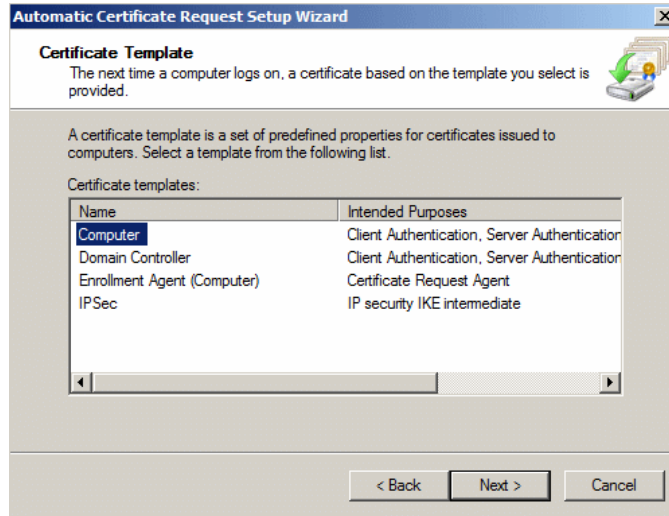 Automatic Certificate Request Setup Wizard
Certificate Template
The next time a computer logs on, a certificate based on the template you select is
provided.
A certificate template is a set of predefined properties for certificates issued to
computers. Select a template from the following list.
Certificate templates:
Name Intended Purposes
Computer Client Authentication, Server Authentication
Domain Controller Client Authentication, Server Authentication
Enrollment Agent (Computer) Certificate Request Agent
IPSec IP security IKE intermediate
< Back Next > Cancel